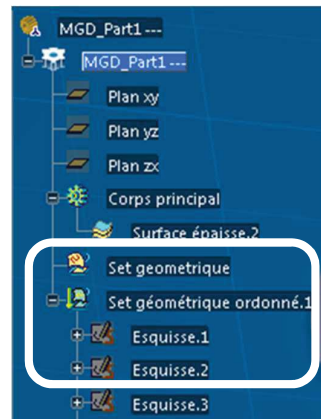 MGD_Part1 ---
MGD_Part1 ---
Plan xy
Plan yz
Plan zx
Corps principal
Surface épaisse.2
Set geometrique
Set géométrique ordonné.1
Esquisse.1
Esquisse.2
Esquisse.3